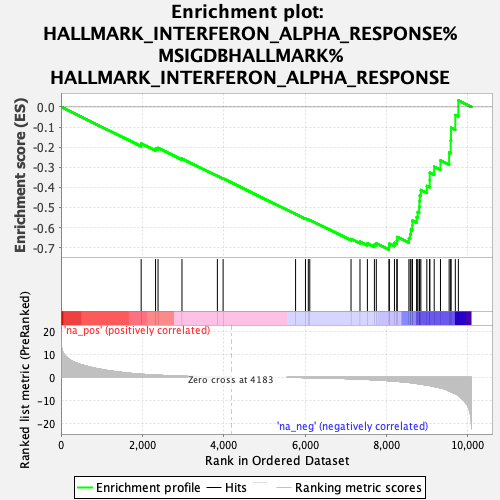 Enrichment plot:
HALLMARK_INTERFERON_ALPHA_RESPONSE%
MSIGDBHALLMARK%
HALLMARK_INTERFERON_ALPHA_RESPONSE
Enrichment score (ES)
0.0
-0.1
-0.2
-0.3
-0.4
-0.5
-0.6
-0.7
'na_pos' (positively correlated)
Ranked list metric (PreRanked)
20
10
0
-10
-20
Zero cross at 4183
'na_neg' (negatively correlated)
0
2,000
4,000
6,000
8,000
10,000
Rank in Ordered Dataset
Enrichment profile
Hits
Ranking metric scores